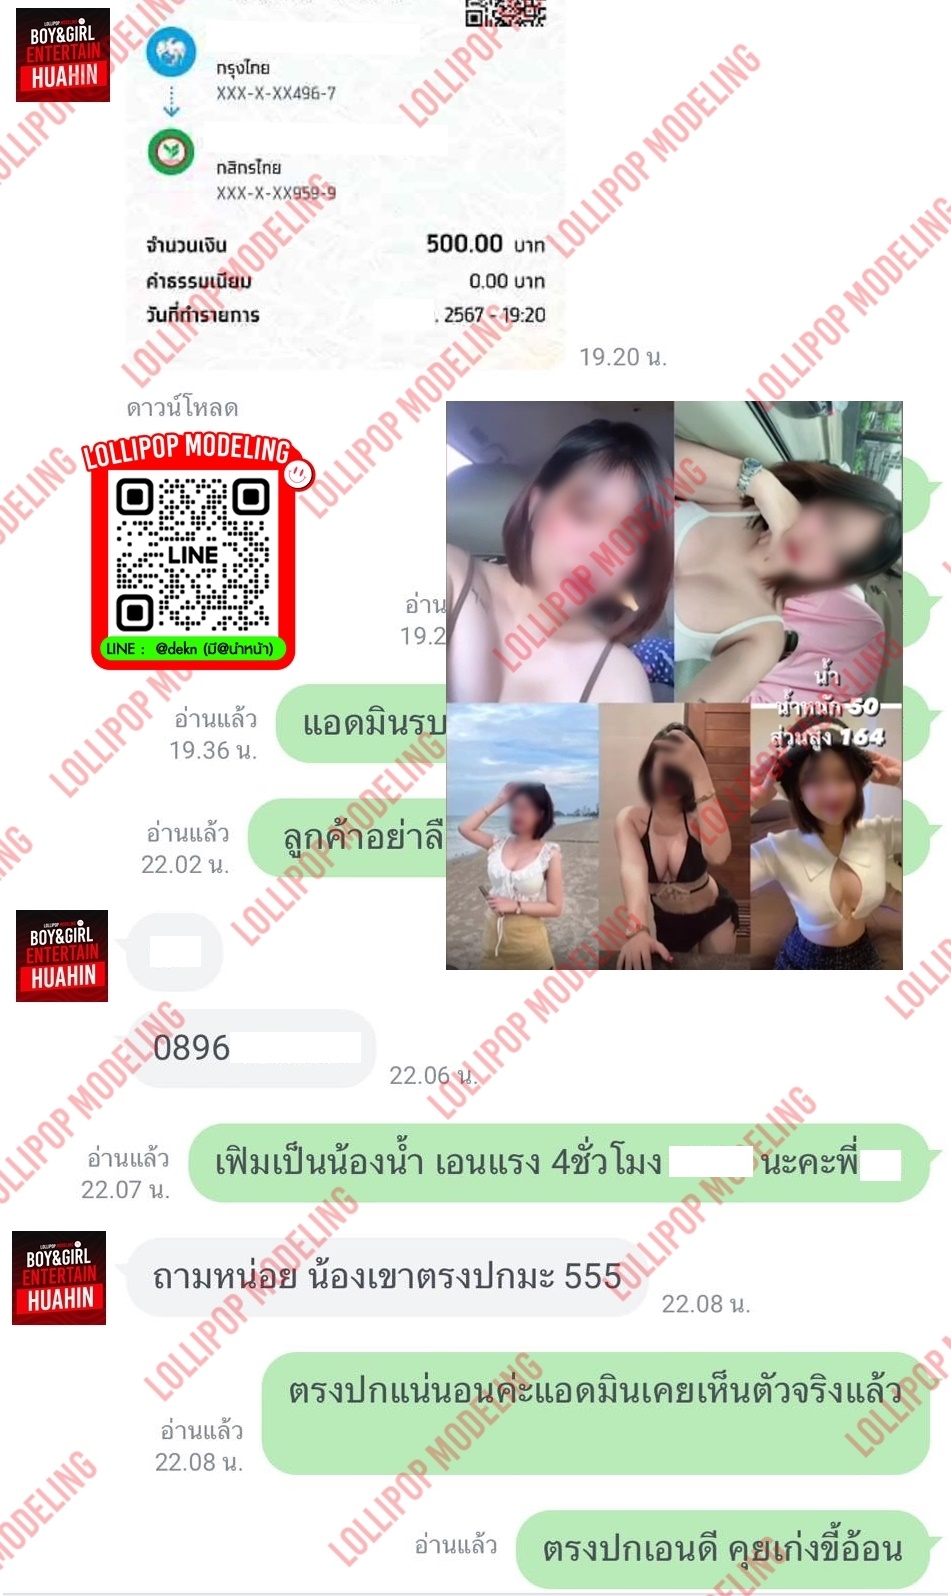 LOLLIPOP MODELING
BOY&GIRL
ENTERTAIN
HUAHIN
กรุงไทย
XXX-X-XX496-7
กสิกรไทย
XXX-X-XX959-9
จำนวนเงิน 500.00 บาท
ค่าธรรมเนียม 0.00 บาท
วันที่ทำรายการ . 2567 - 19:20
19.20 น.
ดาวน์โหลด
LOLLIPOP MODELING
LINE
LINE : @dekn (มี@นำหน้า)
อ่าน
19.2
น้ำ
น้ำหนัก 50
ส่วนสูง 164
อ่านแล้ว
19.36 น.
แอดมินรบ
อ่านแล้ว
22.02 น.
ลูกค้าอย่าลื
BOY&GIRL
ENTERTAIN
HUAHIN
0896
22.06 น.
อ่านแล้ว
22.07 น.
เฟิมเป็นน้องน้ำ เอนแรง 4ชั่วโมง นะคะพี่
BOY&GIRL
ENTERTAIN
HUAHIN
ถามหน่อย น้องเขาตรงปกมะ 555
22.08 น.
ตรงปกแน่นอนค่ะแอดมินเคยเห็นตัวจริงแล้ว
อ่านแล้ว
22.08 น.
อ่านแล้ว
ตรงปกเอนดี คุยเก่งขี้อ้อน